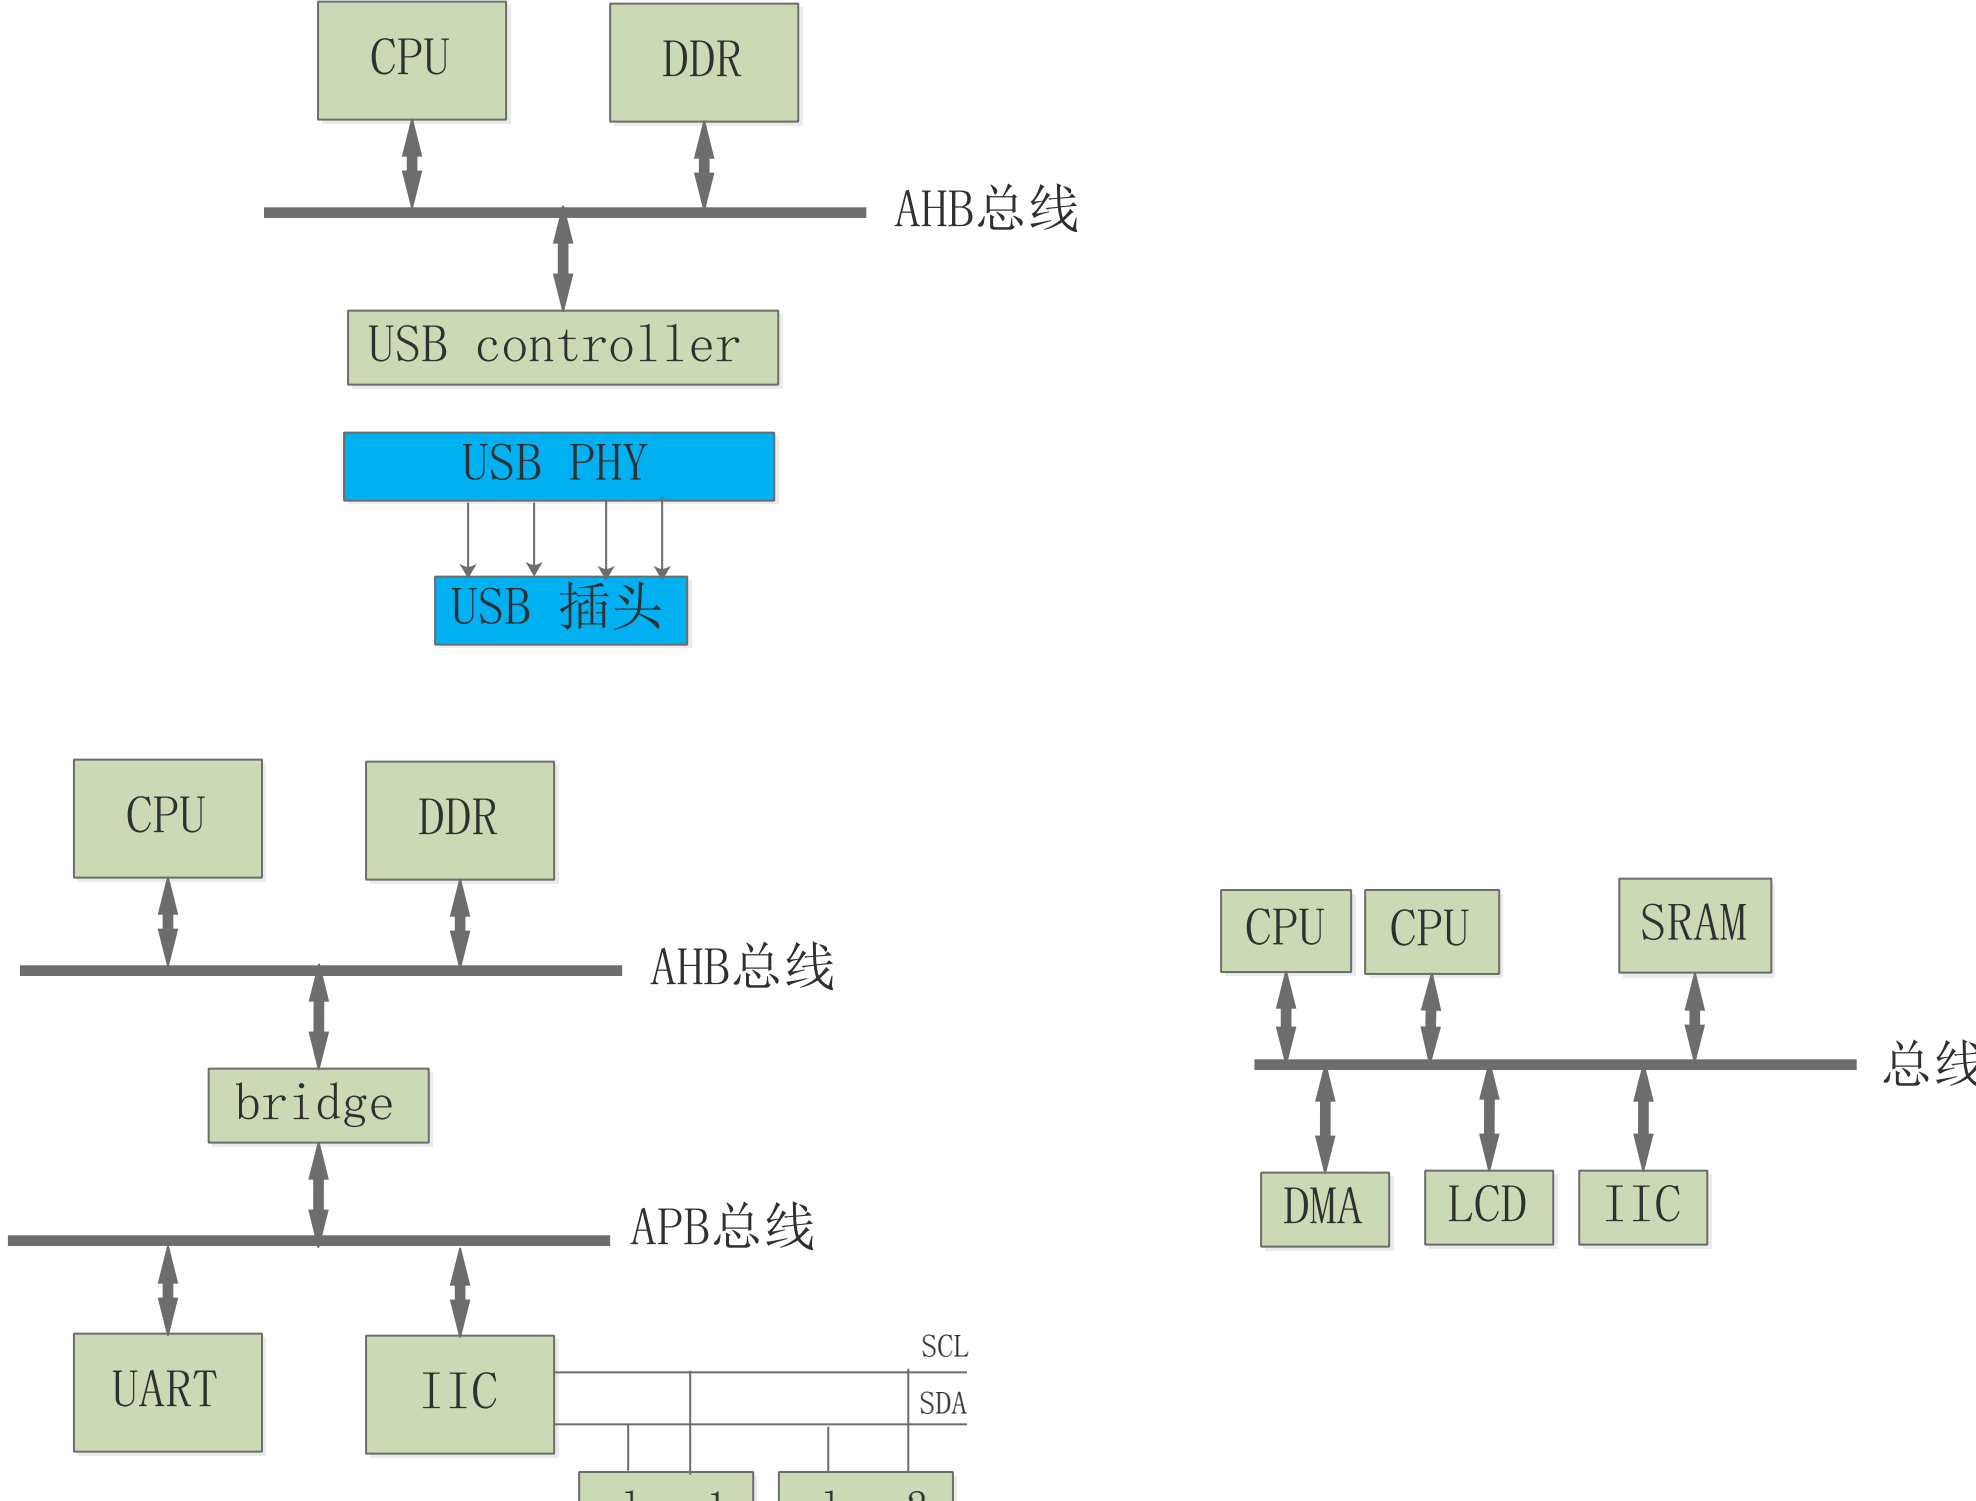 CPU
DDR
AHB总线
USB controller
USB PHY
USB 插头
CPU
DDR
AHB总线
bridge
APB总线
UART
IIC
SCL
SDA
CPU
CPU
SRAM
总线
DMA
LCD
IIC